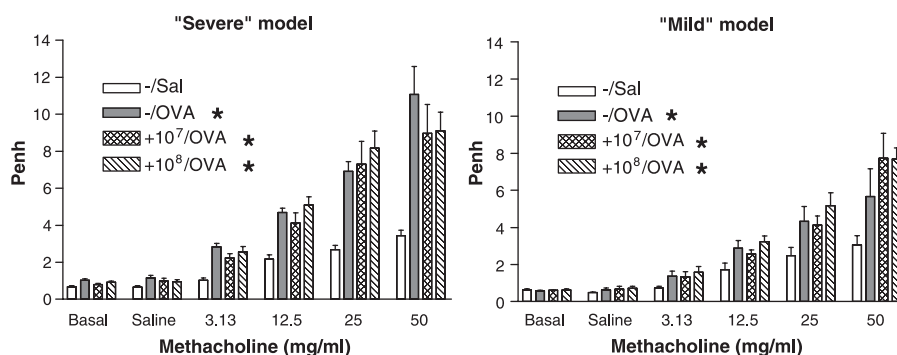 "Severe" model
14
12
10
8
6
4
2
0
Penh
-/Sal
-/OVA *
+10⁷/OVA *
+10⁸/OVA *
Basal Saline 3.13 12.5 25 50
Methacholine (mg/ml)
"Mild" model
14
12
10
8
6
4
2
0
Penh
-/Sal
-/OVA *
+10⁷/OVA *
+10⁸/OVA *
Basal Saline 3.13 12.5 25 50
Methacholine (mg/ml)